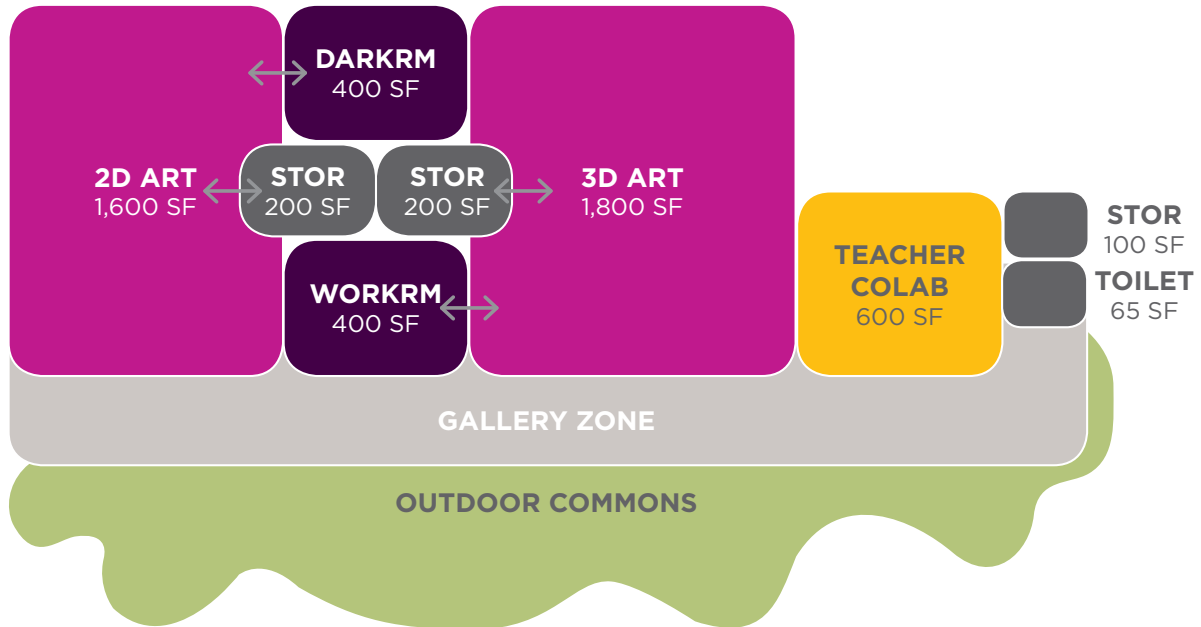 DARKRM
400 SF
2D ART
1,600 SF
STOR
200 SF
STOR
200 SF
3D ART
1,800 SF
WORKRM
400 SF
TEACHER
COLAB
600 SF
STOR
100 SF
TOILET
65 SF
GALLERY ZONE
OUTDOOR COMMONS